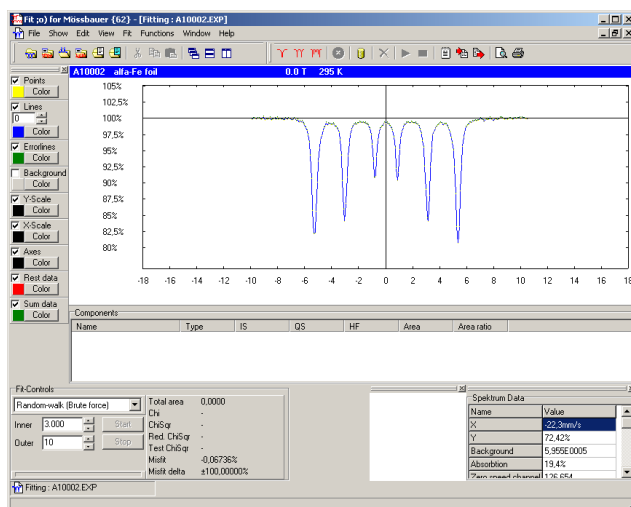 Fit ;o) for Mössbauer {62} - [Fitting : A10002.EXP]
File Show Edit View Fit Functions Window Help
Points
Color
Lines
0
Color
Errorlines
Color
Background
Color
Y-Scale
Color
X-Scale
Color
Axes
Color
Rest data
Color
Sum data
Color
A10002 alfa-Fe foil 0.0 T 295 K
105%
102,5%
100%
97,5%
95%
92,5%
90%
87,5%
85%
82,5%
80%
-18 -16 -14 -12 -10 -8 -6 -4 -2 0 2 4 6 8 10 12 14 16 18
Components
Name Type IS QS HF Area Area ratio
Fit-Controls
Random-walk (Brute force)
Inner 3.000 Start
Outer 10 Stop
Total area 0,0000
Chi -
ChiSqr -
Red. ChiSqr -
Test ChiSqr -
Misfit -0,06736%
Misfit delta ±100,00000%
Spektrum Data
Name Value
X -22,3mm/s
Y 72,42%
Background 5,955E0005
Absorbtion 19,4%
Zero speed channel 126,654
Fitting : A10002.EXP